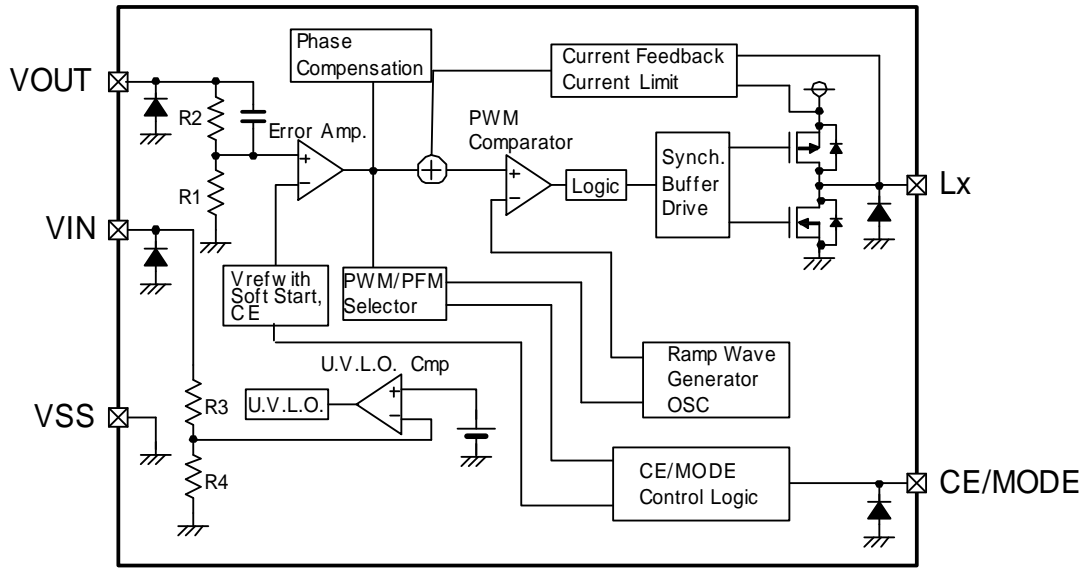 Phase
Compensation
Current Feedback
Current Limit
VOUT
R2
Error Amp.
PWM
Comparator
+
−
+
−
R1
Logic
Synch.
Buffer
Drive
Lx
VIN
Vref with
Soft Start,
CE
PWM/PFM
Selector
U.V.L.O. Cmp
Ramp Wave
Generator
OSC
VSS
R3
U.V.L.O.
+
−
R4
CE/MODE
Control Logic
CE/MODE